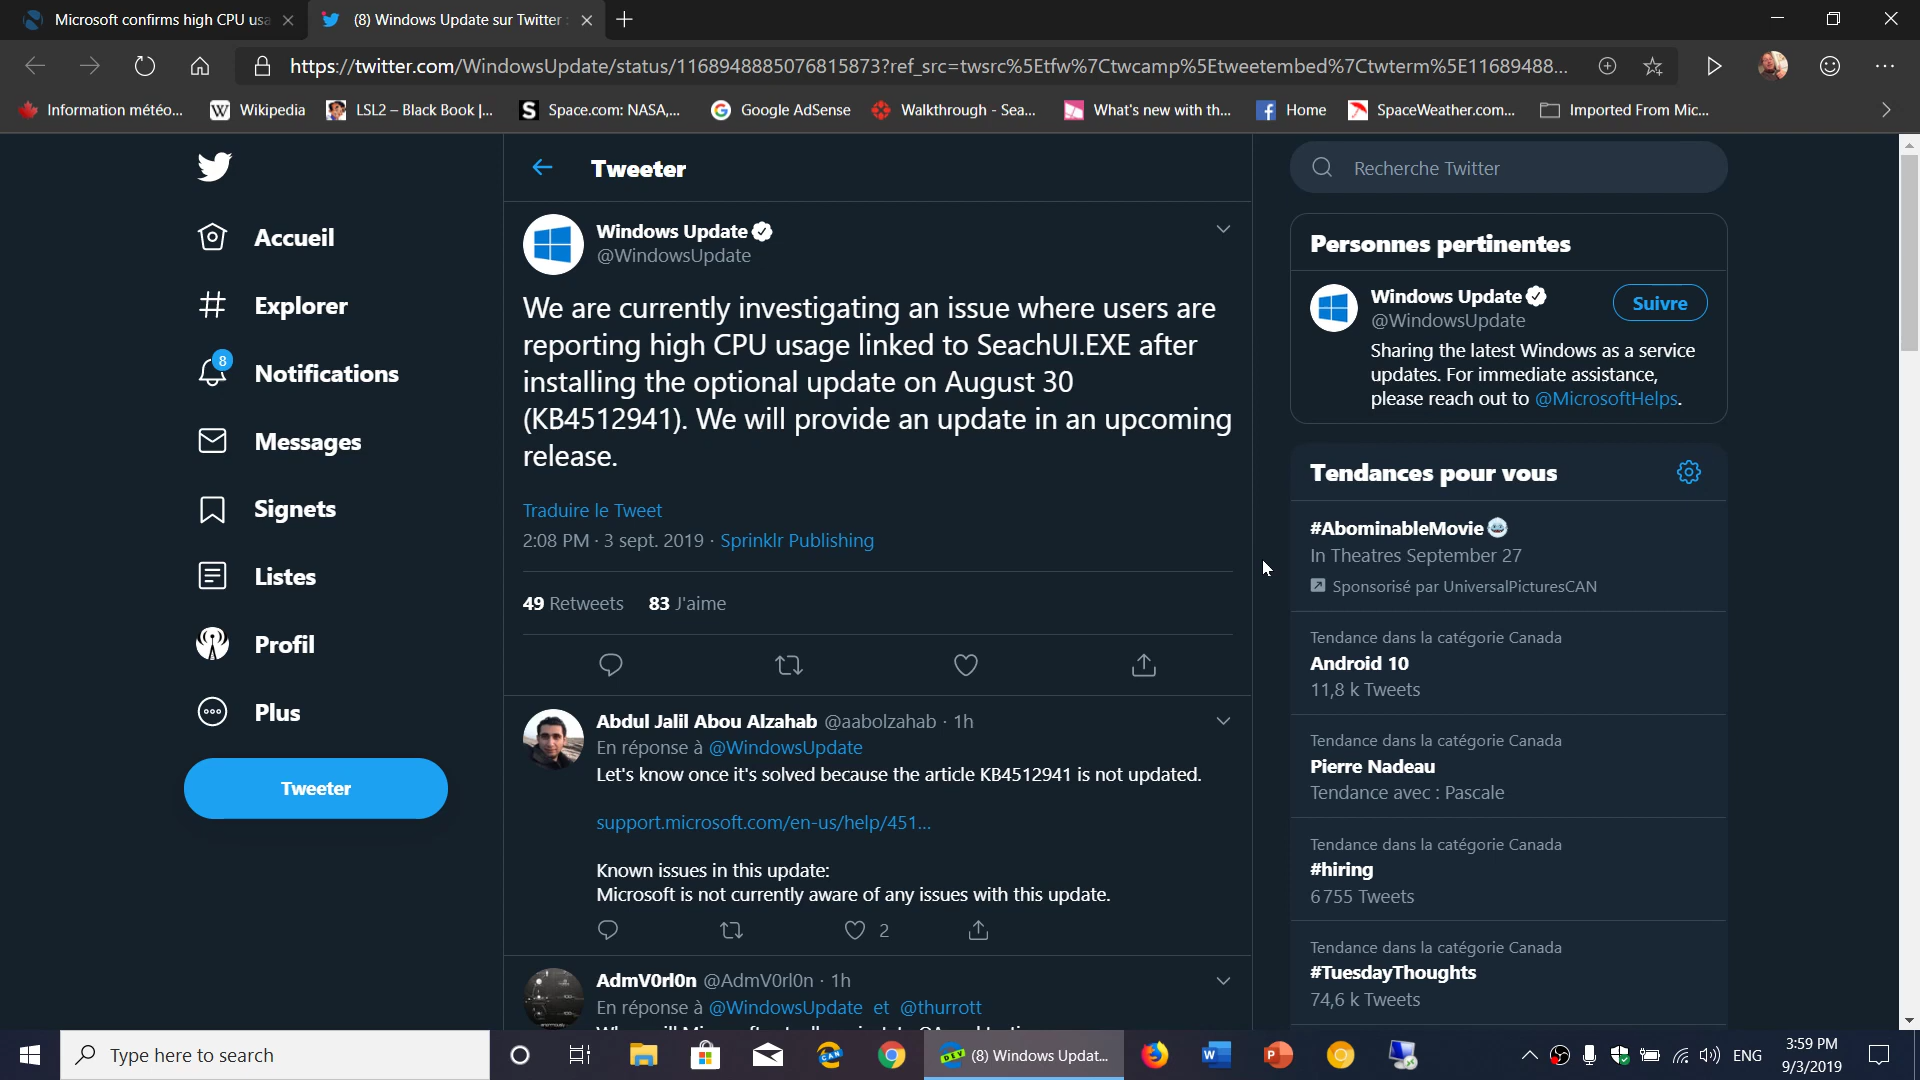 Microsoft confirms high CPU usa
(8) Windows Update sur Twitter :
https://twitter.com/WindowsUpdate/status/1168948885076815873?ref_src=twsrc%5Etfw%7Ctwcamp%5Etweetembed%7Ctwterm%5E11689488...
Information météo...
Wikipedia
LSL2 – Black Book |...
Space.com: NASA,...
Google AdSense
Walkthrough - Sea...
What's new with th...
Home
SpaceWeather.com...
Imported From Mic...
Accueil
Explorer
8
Notifications
Messages
Signets
Listes
Profil
Plus
Tweeter
Tweeter
Windows Update
@WindowsUpdate
We are currently investigating an issue where users are
reporting high CPU usage linked to SeachUI.EXE after
installing the optional update on August 30
(KB4512941). We will provide an update in an upcoming
release.
Traduire le Tweet
2:08 PM · 3 sept. 2019 · Sprinklr Publishing
49 Retweets 83 J'aime
Abdul Jalil Abou Alzahab @aabolzahab · 1h
En réponse à @WindowsUpdate
Let's know once it's solved because the article KB4512941 is not updated.
support.microsoft.com/en-us/help/451...
Known issues in this update:
Microsoft is not currently aware of any issues with this update.
2
AdmV0rl0n @AdmV0rl0n · 1h
En réponse à @WindowsUpdate et @thurrott
Recherche Twitter
Personnes pertinentes
Windows Update
Suivre
@WindowsUpdate
Sharing the latest Windows as a service
updates. For immediate assistance,
please reach out to @MicrosoftHelps.
Tendances pour vous
#AbominableMovie
In Theatres September 27
Sponsorisé par UniversalPicturesCAN
Tendance dans la catégorie Canada
Android 10
11,8 k Tweets
Tendance dans la catégorie Canada
Pierre Nadeau
Tendance avec : Pascale
Tendance dans la catégorie Canada
#hiring
6 755 Tweets
Tendance dans la catégorie Canada
#TuesdayThoughts
74,6 k Tweets
Type here to search
CAN
DEV
(8) Windows Updat...
ENG
3:59 PM
9/3/2019